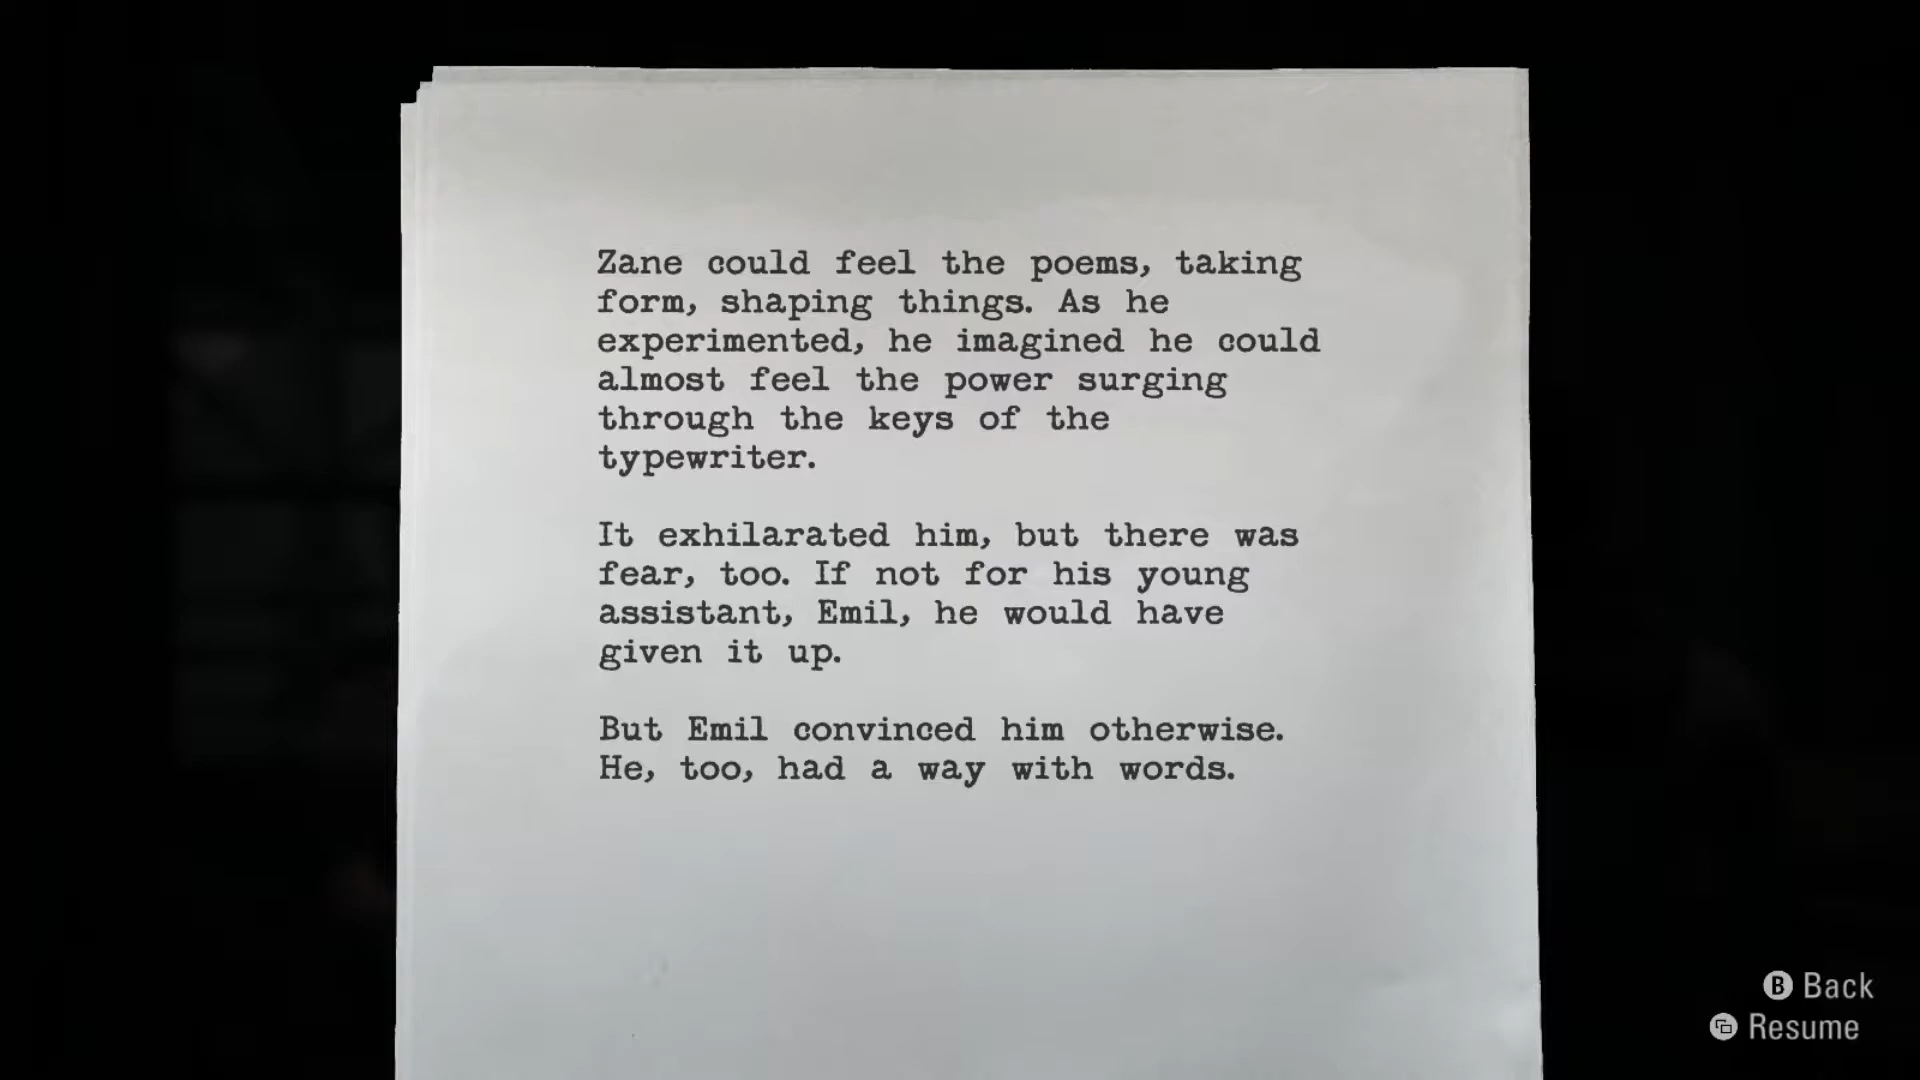 Zane could feel the poems, taking
form, shaping things. As he
experimented, he imagined he could
almost feel the power surging
through the keys of the
typewriter.
It exhilarated him, but there was
fear, too. If not for his young
assistant, Emil, he would have
given it up.
But Emil convinced him otherwise.
He, too, had a way with words.
B Back
Resume